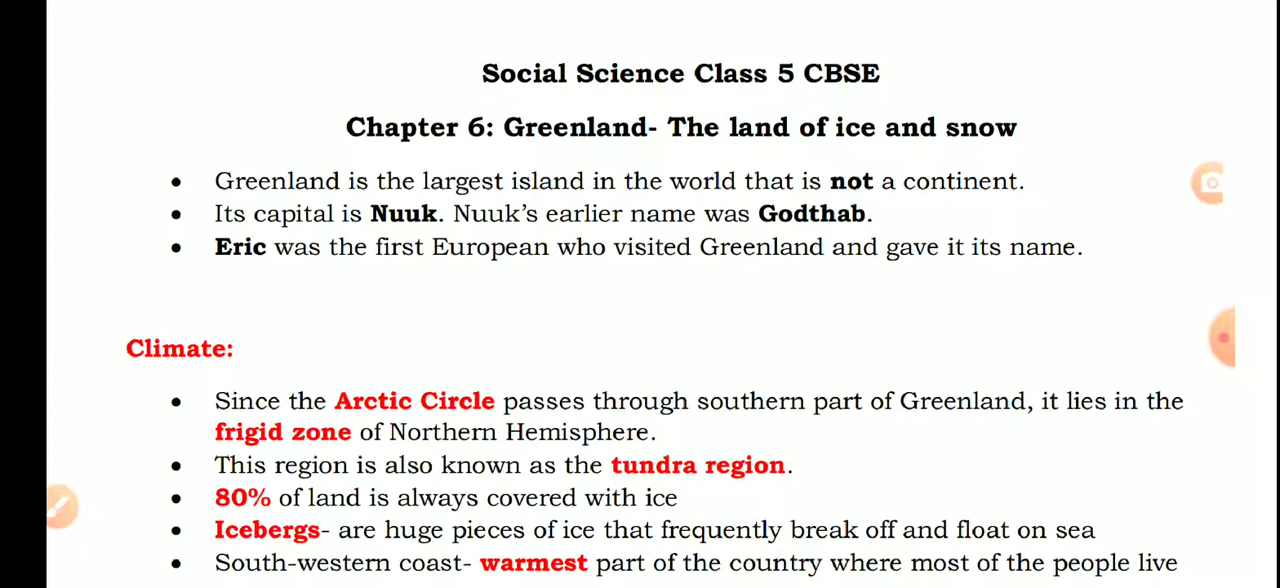 Social Science Class 5 CBSE
Chapter 6: Greenland- The land of ice and snow
• Greenland is the largest island in the world that is not a continent.
• Its capital is Nuuk. Nuuk's earlier name was Godthab.
• Eric was the first European who visited Greenland and gave it its name.
Climate:
• Since the Arctic Circle passes through southern part of Greenland, it lies in the
frigid zone of Northern Hemisphere.
• This region is also known as the tundra region.
• 80% of land is always covered with ice
• Icebergs- are huge pieces of ice that frequently break off and float on sea
• South-western coast- warmest part of the country where most of the people live